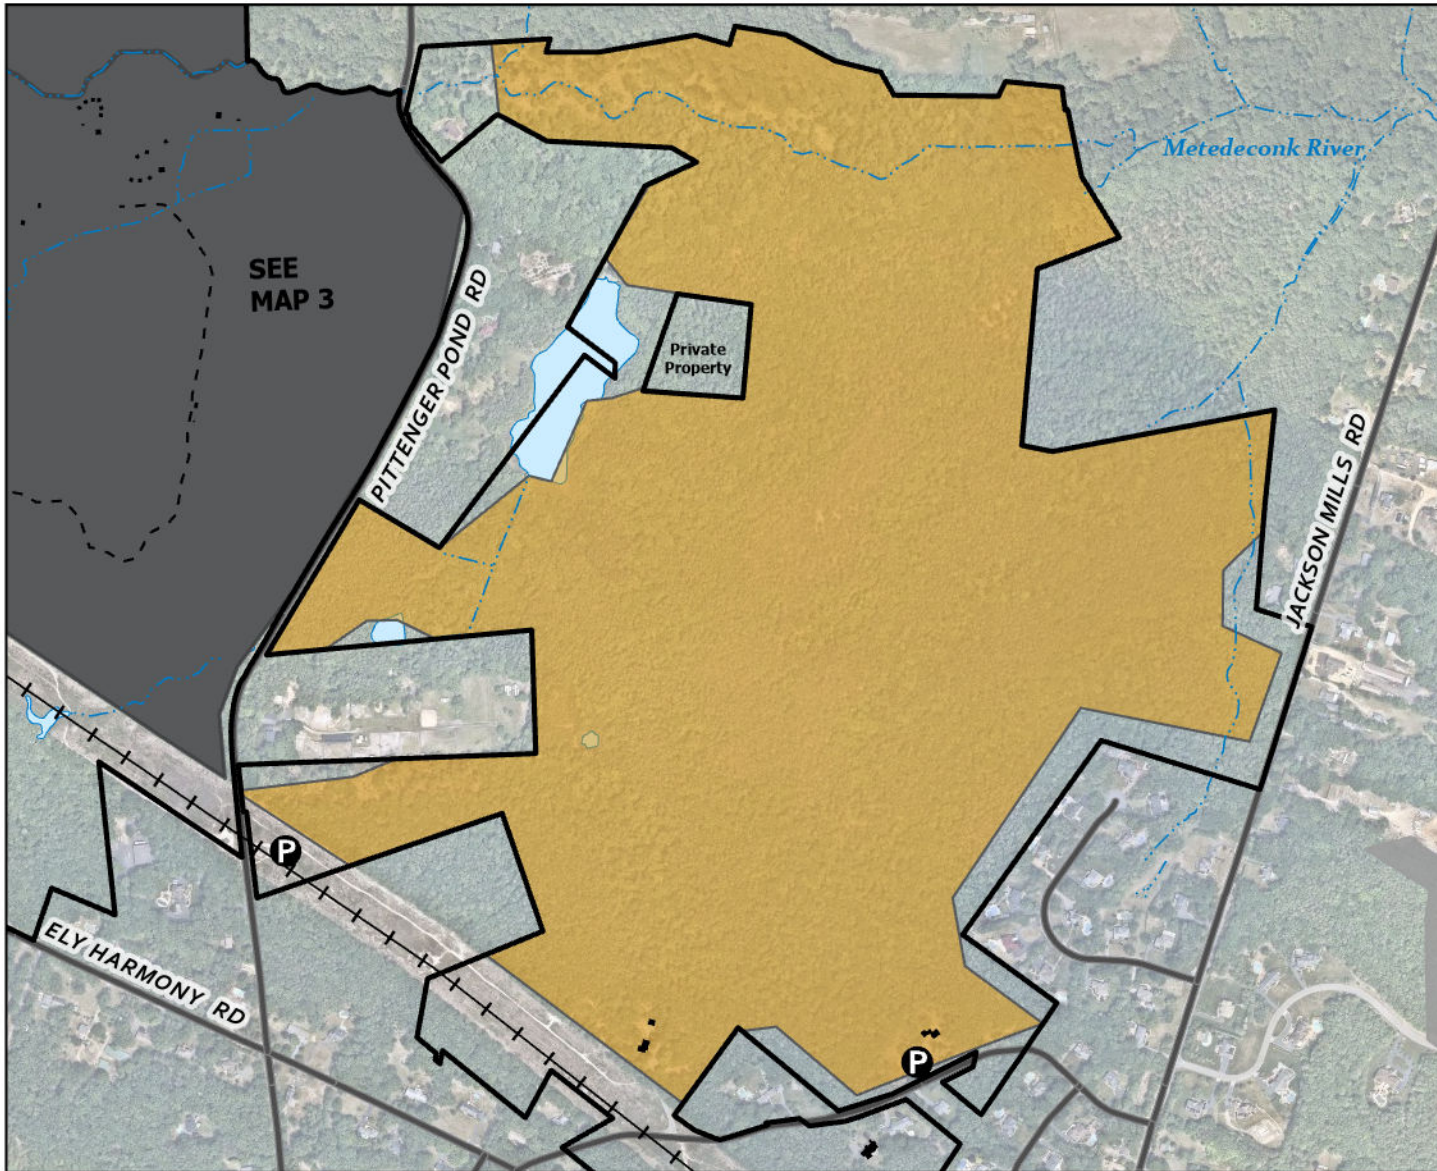 Metedeconk River
SEE
MAP 3
PITTENGER POND RD
Private
Property
JACKSON MILLS RD
P
ELY HARMONY RD
P